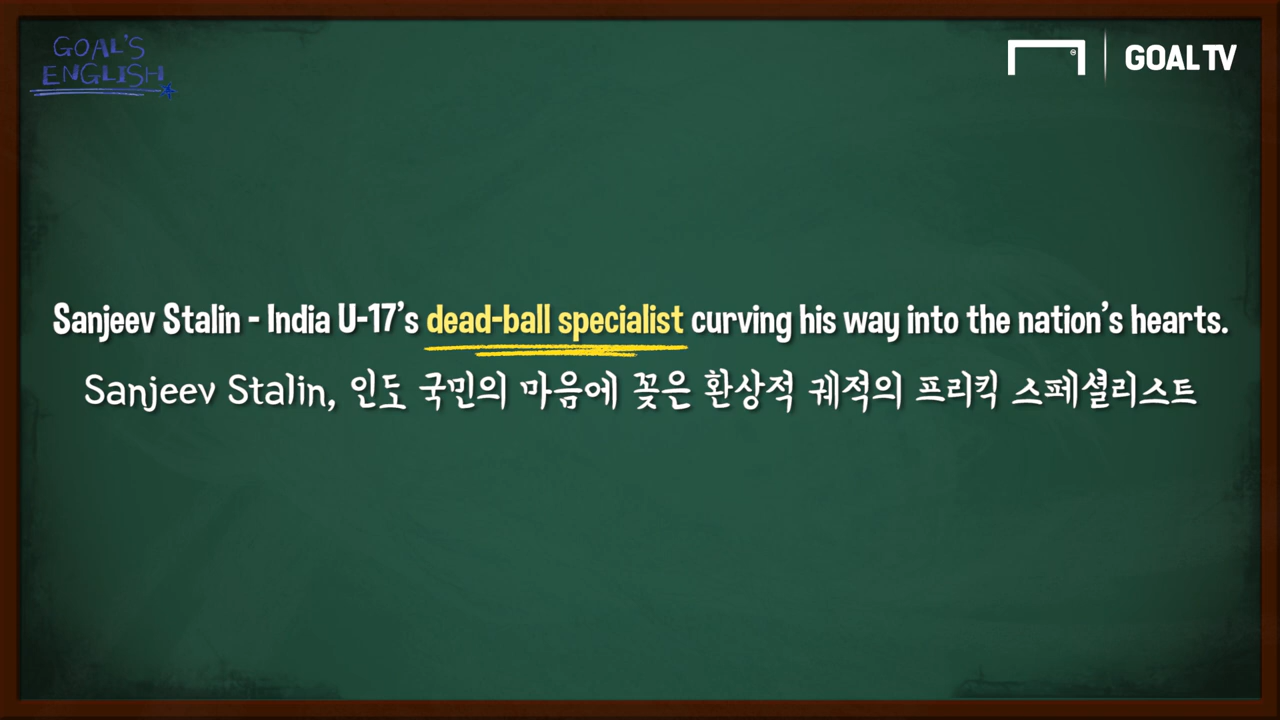 GOAL'S
ENGLISH
GOAL TV
Sanjeev Stalin - India U-17's dead-ball specialist curving his way into the nation's hearts.
Sanjeev Stalin, 인도 국민의 마음에 꽂은 환상적 궤적의 프리킥 스페셜리스트